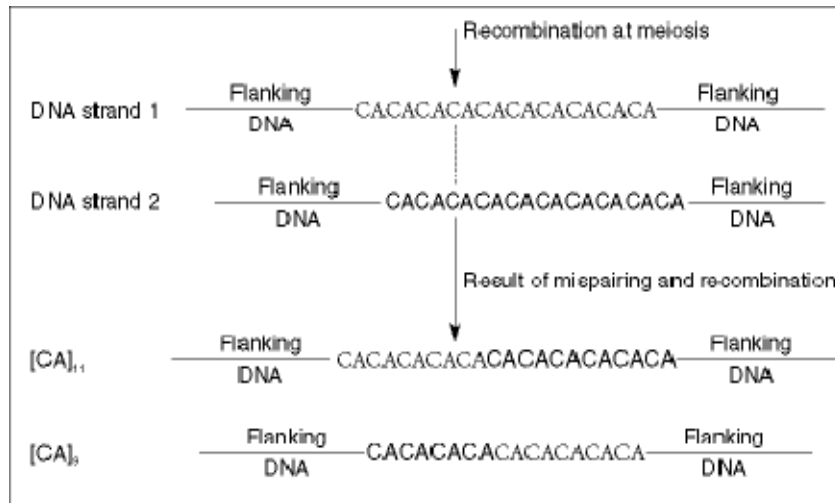 Recombination at meiosis
Flanking Flanking
DNA strand 1 CACACACACACACACACACA
DNA DNA
Flanking Flanking
DNA strand 2 CACACACACACACACACACA
DNA DNA
Result of mispairing and recombination
Flanking Flanking
[CA]₁₁ CACACACACACACACACACACA
DNA DNA
Flanking Flanking
[CA]₉ CACACACACACACACACA
DNA DNA